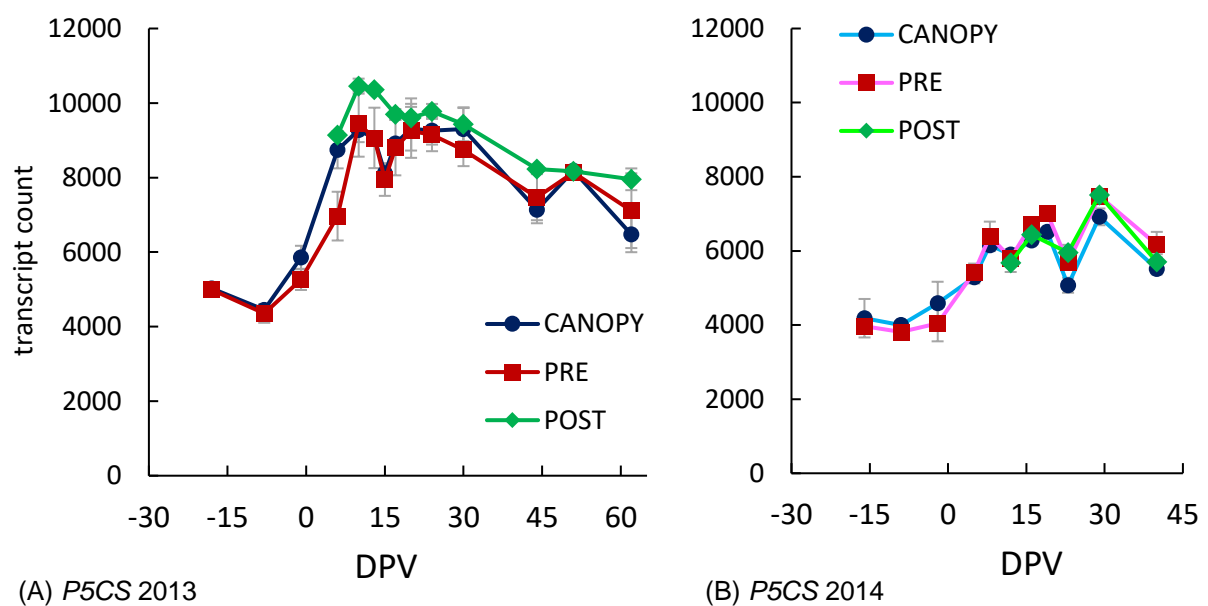 12000
10000
8000
6000
4000
2000
0
transcript count
-30 -15 0 15 30 45 60
DPV
CANOPY
PRE
POST
(A) P5CS 2013
12000
10000
8000
6000
4000
2000
0
-30 -15 0 15 30 45
DPV
CANOPY
PRE
POST
(B) P5CS 2014